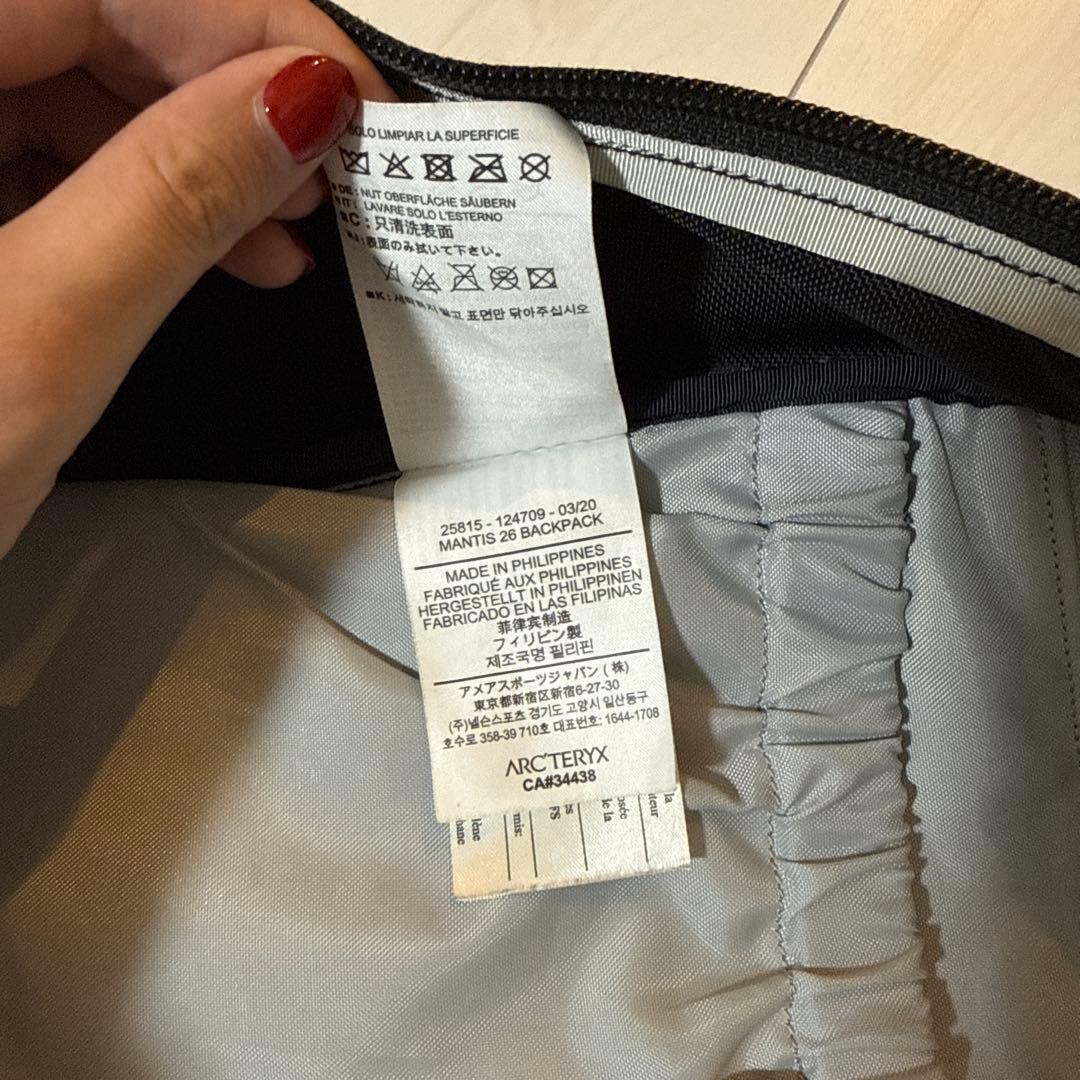 SOLO LIMPIAR LA SUPERFICIE
■DE: NUT OBERFLÄCHE SÄUBERN
■IT: LAVARE SOLO L'ESTERNO
■C: 只清洗表面
表面のみ拭いて下さい。
■K: 표면만 닦아주십시오
25815 - 124709 - 03/20
MANTIS 26 BACKPACK
MADE IN PHILIPPINES
FABRIQUÉ AUX PHILIPPINES
HERGESTELLT IN PHILIPPINEN
FABRICADO EN LAS FILIPINAS
菲律宾制造
フィリピン製
제조국명 필리핀
アメアスポーツジャパン(株)
東京都新宿区新宿6-27-30
(주)넬슨스포츠 경기도 고양시 일산동구
호수로 358-39 710호 대표번호: 1644-1708
ARC'TERYX
CA#34438